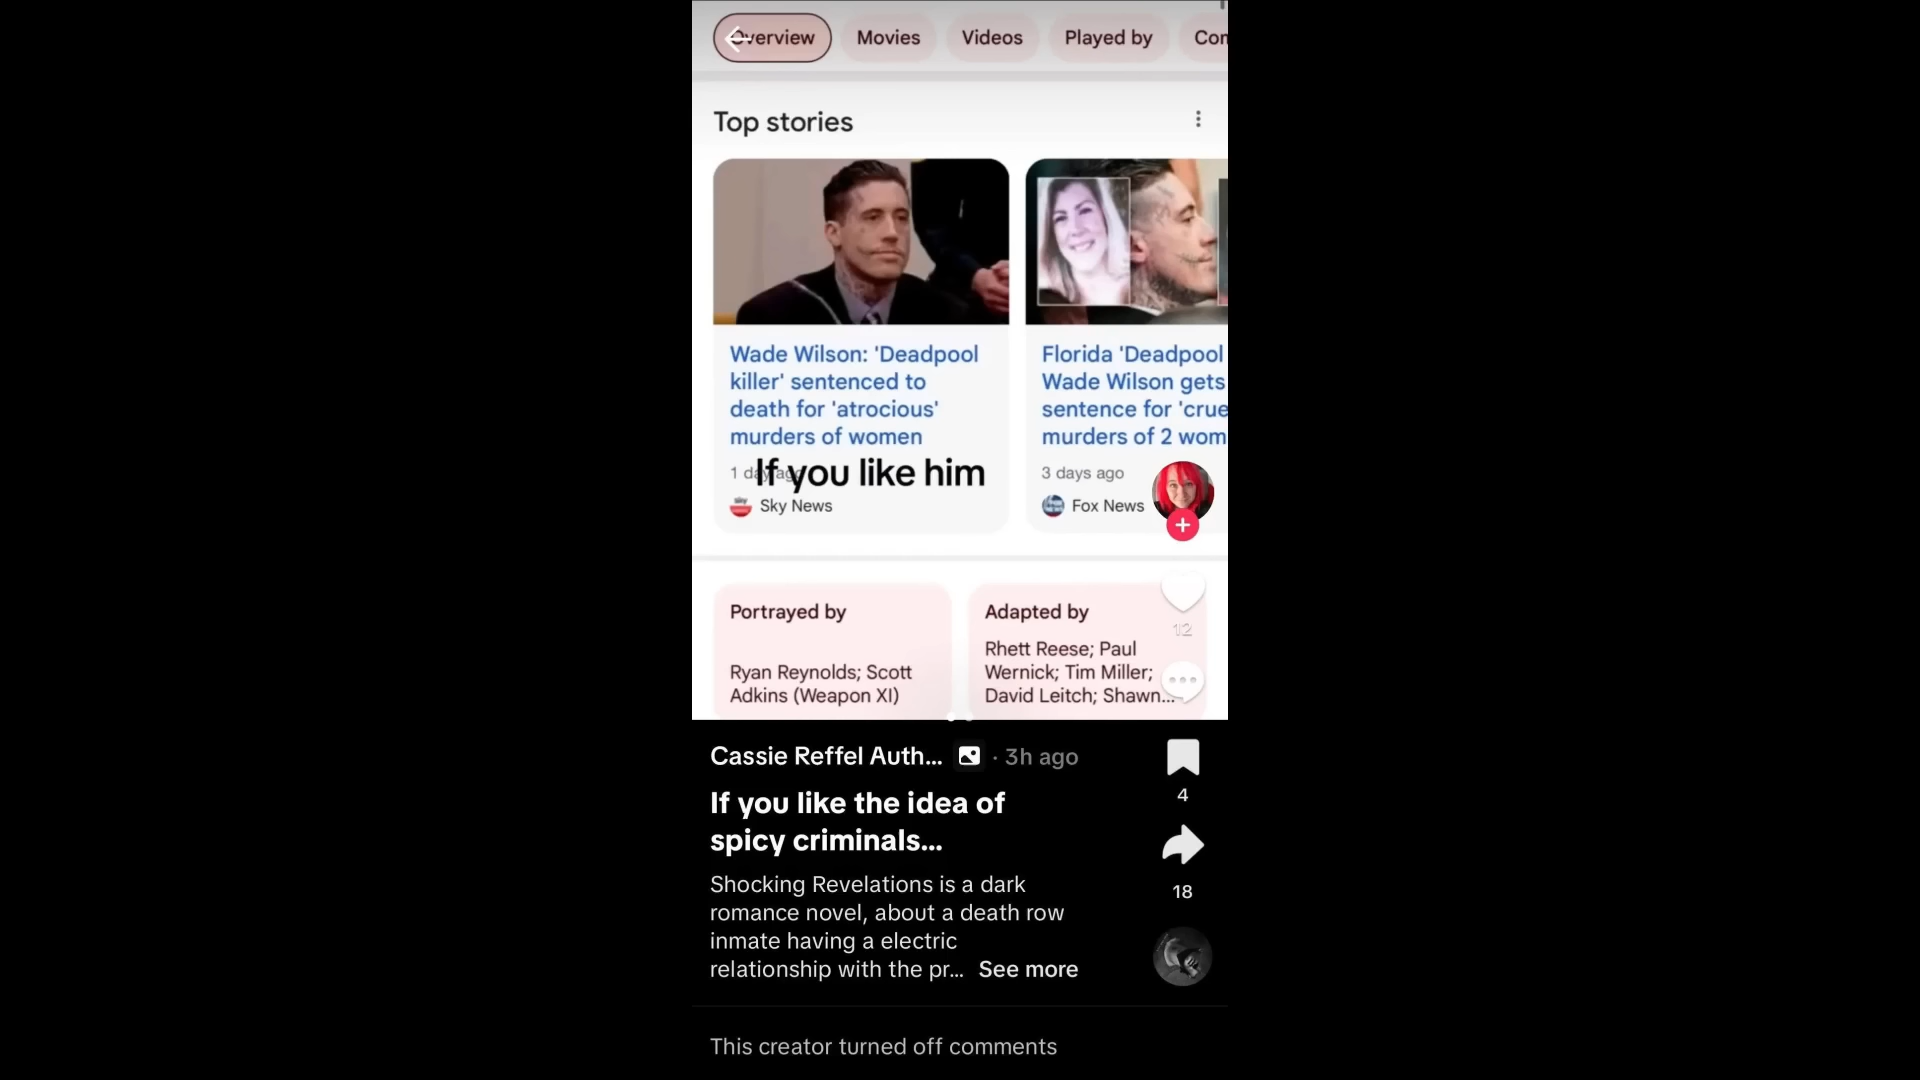 Overview Movies Videos Played by Com
Top stories
Wade Wilson: 'Deadpool
killer' sentenced to
death for 'atrocious'
murders of women
1 day ago
Sky News
Florida 'Deadpool
Wade Wilson gets
sentence for 'crue
murders of 2 wom
3 days ago
Fox News
If you like him
Portrayed by
Ryan Reynolds; Scott
Adkins (Weapon XI)
Adapted by
Rhett Reese; Paul
Wernick; Tim Miller;
David Leitch; Shawn...
12
Cassie Reffel Auth... · 3h ago
If you like the idea of
spicy criminals...
Shocking Revelations is a dark
romance novel, about a death row
inmate having a electric
relationship with the pr... See more
4
18
This creator turned off comments